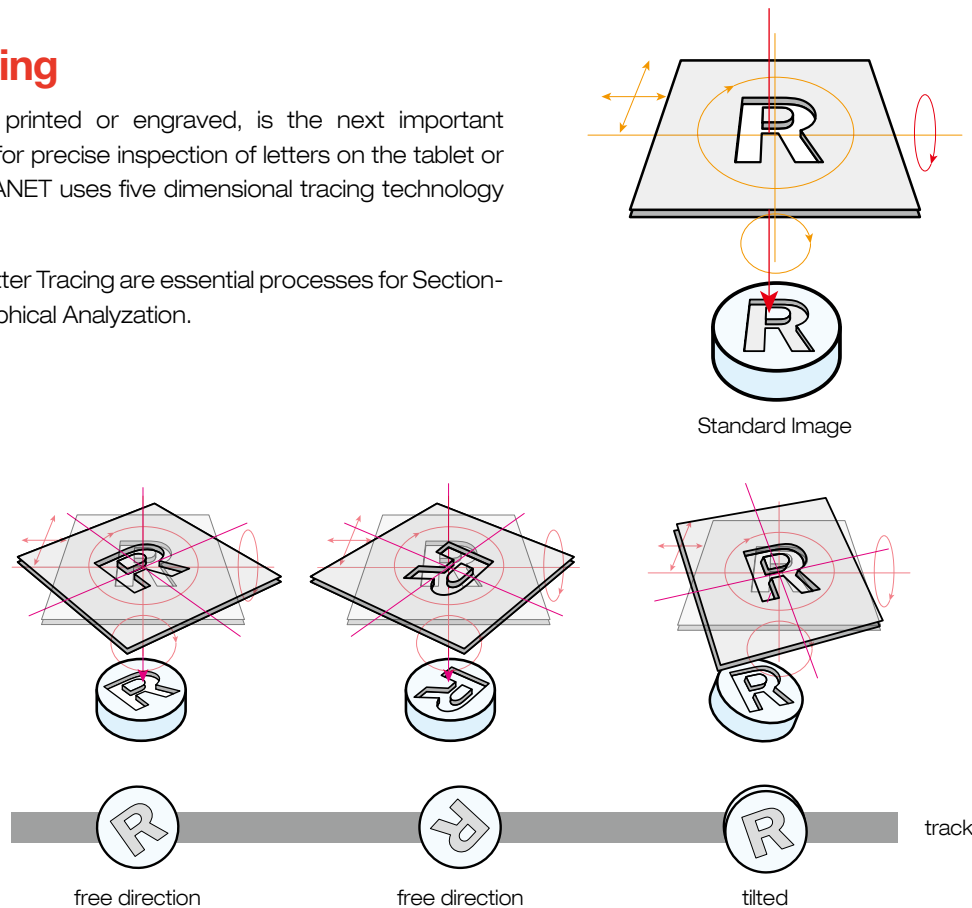 ing
printed or engraved, is the next important
for precise inspection of letters on the tablet or
ANET uses five dimensional tracing technology
tter Tracing are essential processes for Section-
phical Analyzation.
R
R
Standard Image
R
R
R
R
R
R
R
R
R
track
free direction
free direction
tilted